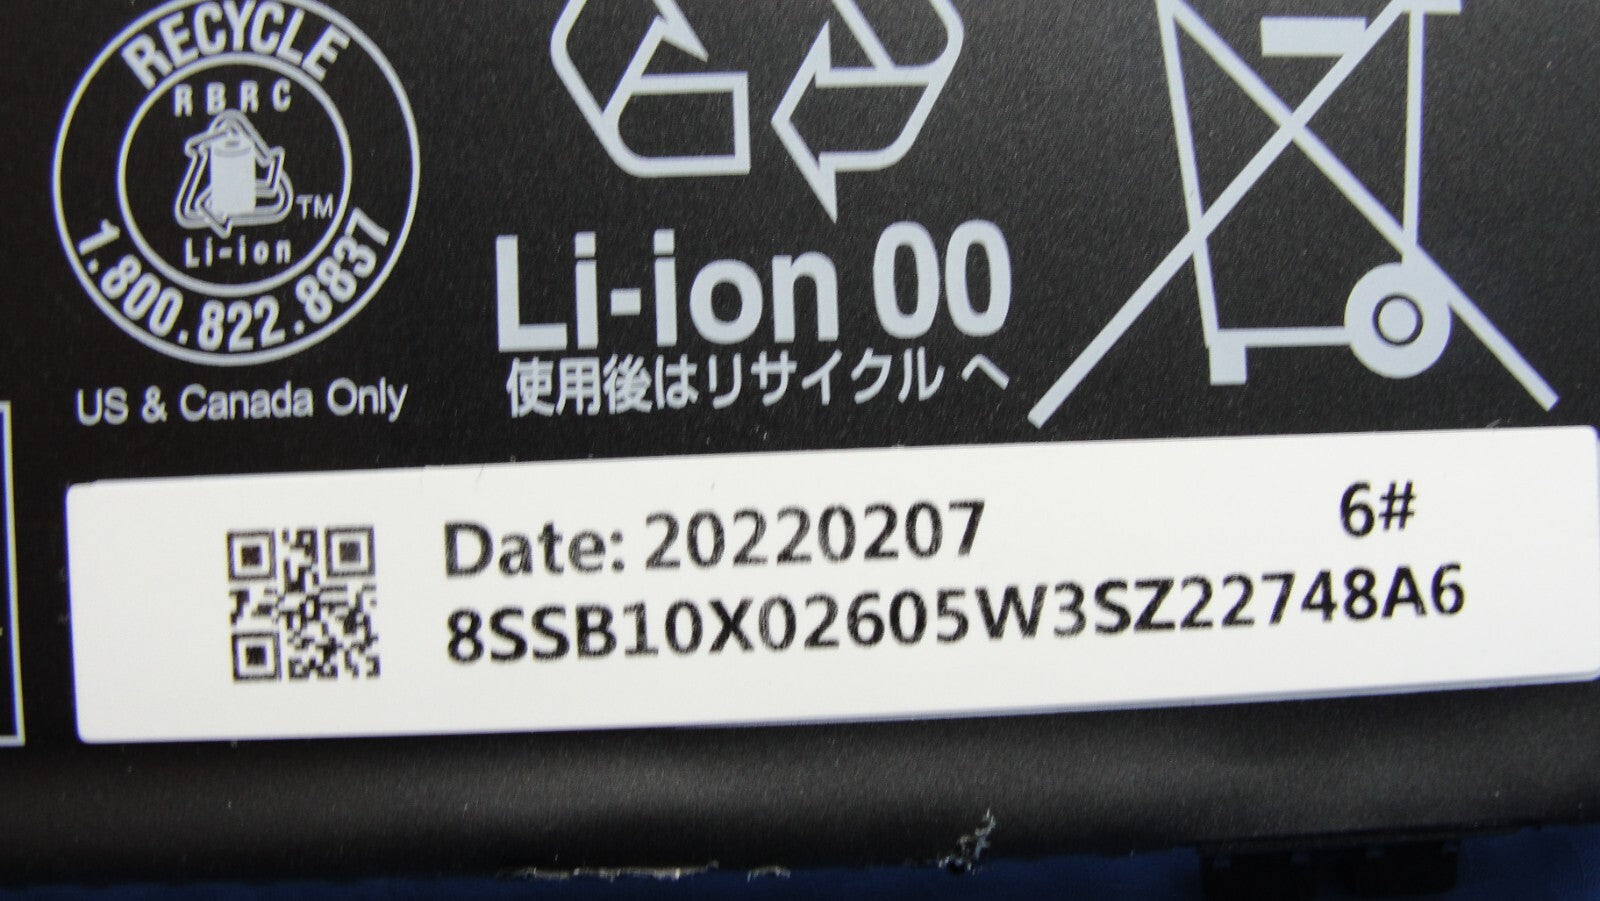 RECYCLE
RBRC
TM
Li-ion
1.800.822.8837
US & Canada Only
Li-ion 00
使用後はリサイクルへ
Date: 20220207
6#
8SSB10X02605W3SZ22748A6